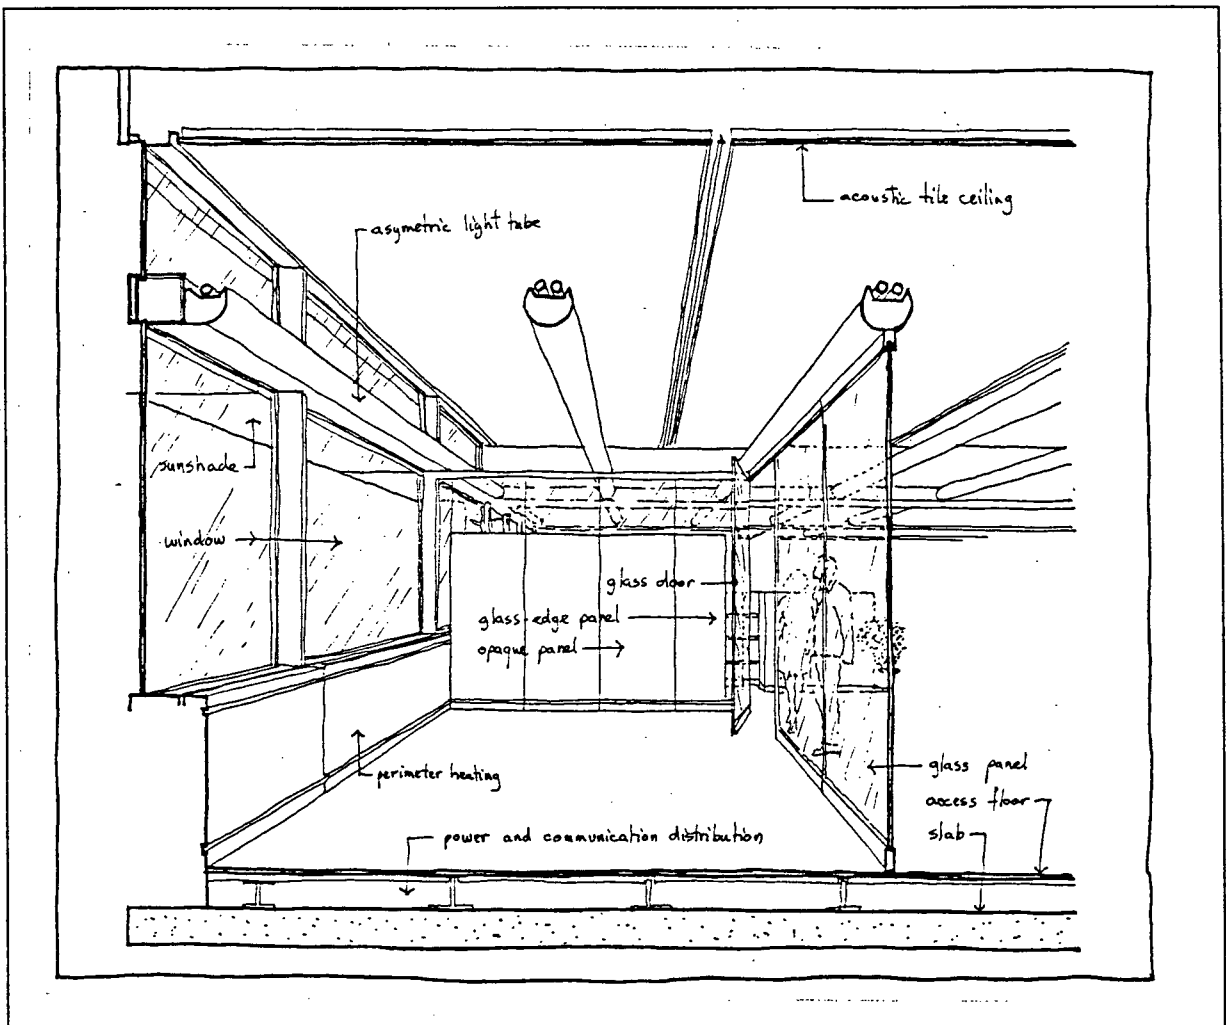 acoustic tile ceiling
asymetric light tube
sunshade
window
glass door
glass-edge panel
opaque panel
glass panel
perimeter heating
access floor
power and communication distribution
slab